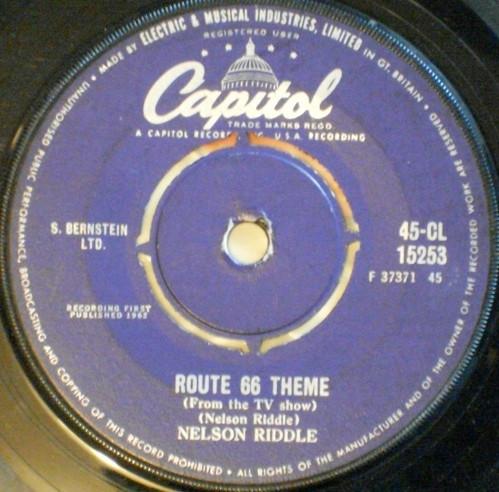 MADE BY ELECTRIC & MUSICAL INDUSTRIES, LIMITED IN GT. BRITAIN • ALL RIGHTS OF THE MANUFACTURER AND OF THE OWNER OF THE RECORDED WORK ARE RESERVED • UNAUTHORISED PUBLIC PERFORMANCE, BROADCASTING AND COPYING OF THIS RECORD PROHIBITED •
REGISTERED USER
Capitol
TRADE MARKS REGD.
A CAPITOL U.S.A. RECORDING
S. BERNSTEIN
LTD.
45-CL
15253
F 37371 45
RECORDING FIRST
PUBLISHED 1962
ROUTE 66 THEME
(From the TV show)
(Nelson Riddle)
NELSON RIDDLE